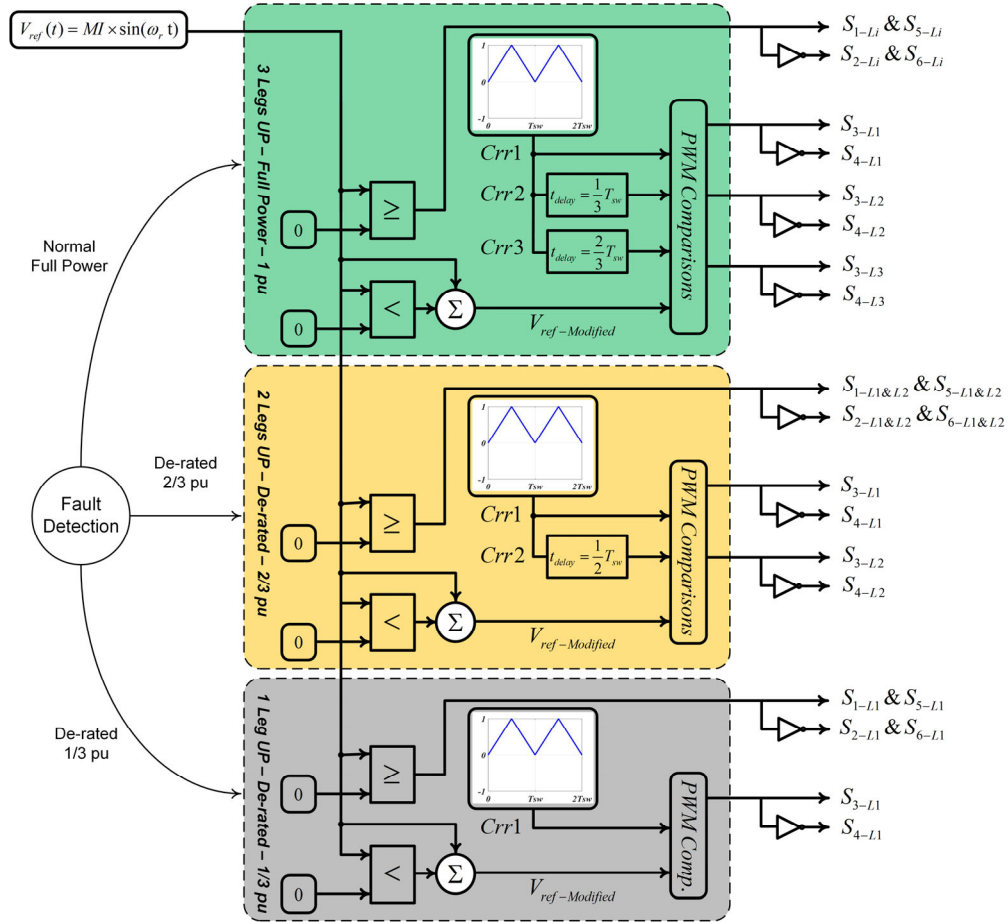 V_ref (t) = MI × sin(ω_r t)
3 Legs UP – Full Power – 1 pu
1
0
-1
0 Tsw 2Tsw
S_1-Li & S_5-Li
S_2-Li & S_6-Li
Crr1
Crr2
t_delay = 1/3 T_sw
Crr3
t_delay = 2/3 T_sw
≥
0
<
0
Σ
V_ref-Modified
PWM Comparisons
S_3-L1
S_4-L1
S_3-L2
S_4-L2
S_3-L3
S_4-L3
Normal
Full Power
2 Legs UP – De-rated – 2/3 pu
1
0
-1
0 Tsw 2Tsw
S_1-L1&L2 & S_5-L1&L2
S_2-L1&L2 & S_6-L1&L2
Crr1
Crr2
t_delay = 1/2 T_sw
≥
0
<
0
Σ
V_ref-Modified
PWM Comparisons
S_3-L1
S_4-L1
S_3-L2
S_4-L2
De-rated
2/3 pu
Fault
Detection
De-rated
1/3 pu
1 Leg UP – De-rated – 1/3 pu
1
0
-1
0 Tsw 2Tsw
S_1-L1 & S_5-L1
S_2-L1 & S_6-L1
Crr1
≥
0
<
0
Σ
V_ref-Modified
PWM Comp.
S_3-L1
S_4-L1